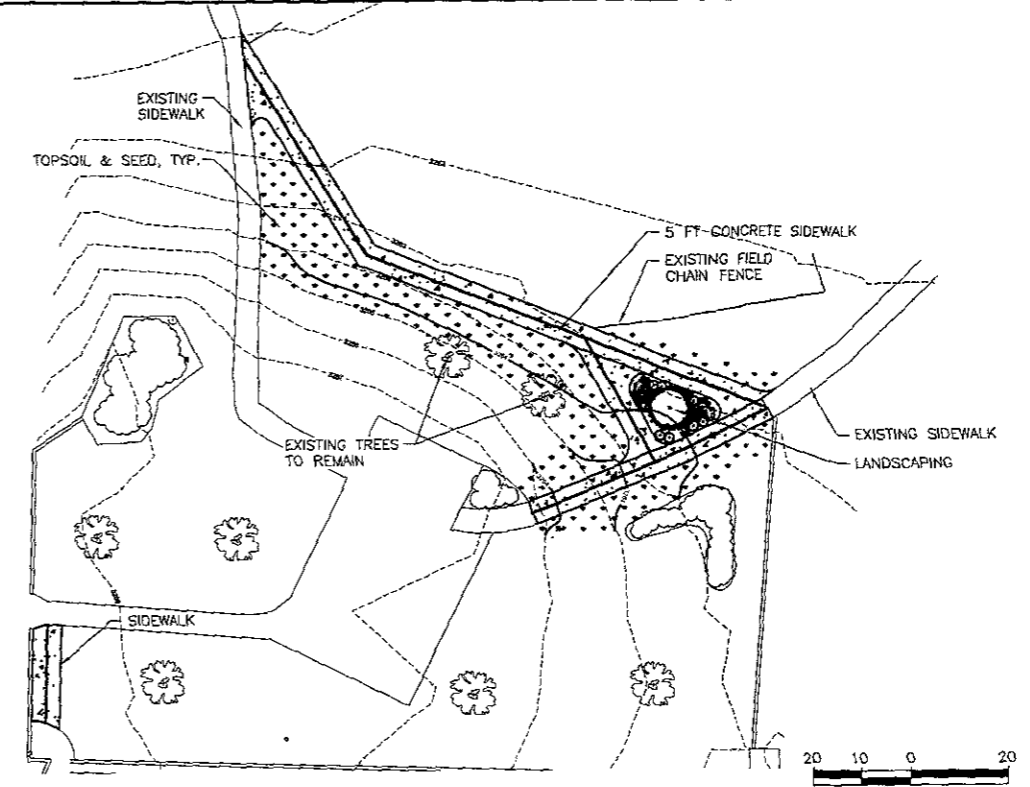 EXISTING
SIDEWALK
TOPSOIL & SEED, TYP.
5 FT CONCRETE SIDEWALK
EXISTING FIELD
CHAIN FENCE
EXISTING TREES
TO REMAIN
EXISTING SIDEWALK
LANDSCAPING
SIDEWALK
20 10 0 20